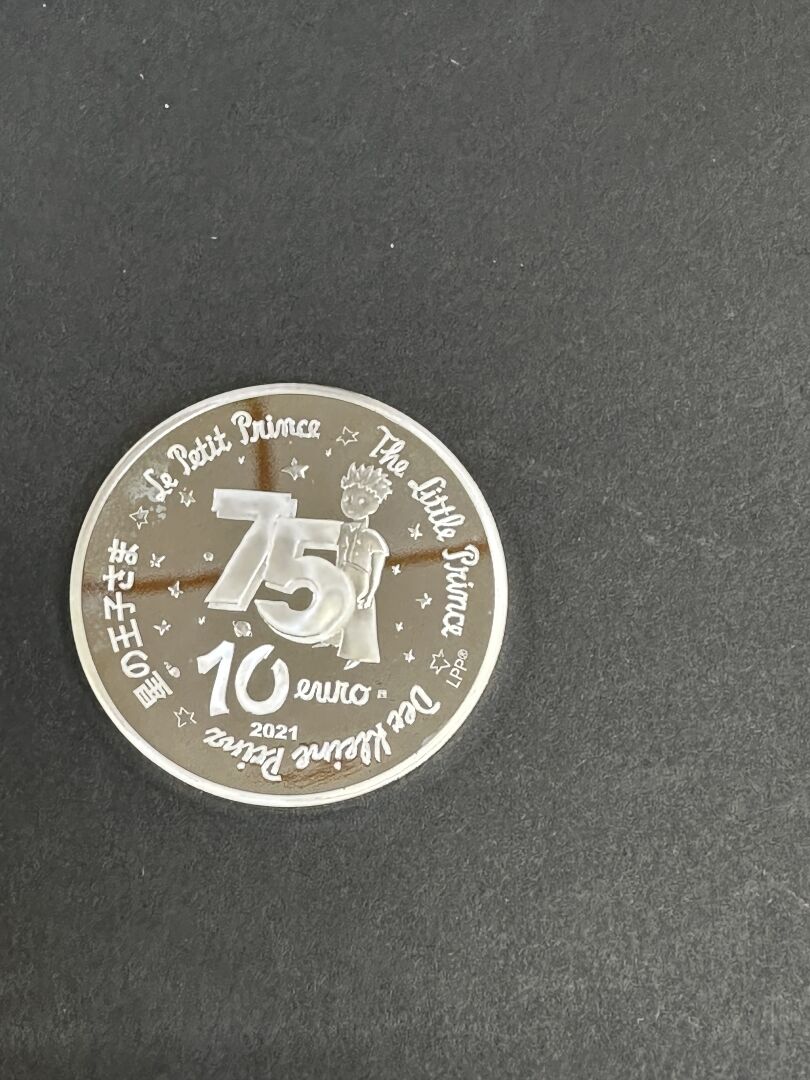 Le Petit Prince
The Little Prince
LPP®
Der Kleine Prinz
星の王子さま
75
10 euro
2021